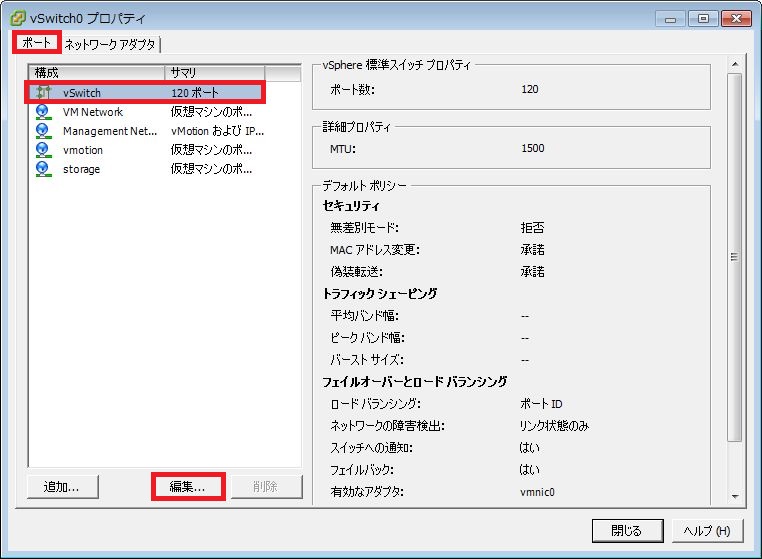 vSwitch0 プロパティ
ポート ネットワーク アダプタ
構成 サマリ
vSwitch 120 ポート
VM Network 仮想マシンのポ...
Management Net... vMotion および IP...
vmotion 仮想マシンのポ...
storage 仮想マシンのポ...
追加... 編集... 削除
vSphere 標準スイッチ プロパティ
ポート数: 120
詳細プロパティ
MTU: 1500
デフォルト ポリシー
セキュリティ
無差別モード: 拒否
MAC アドレス変更: 承諾
偽装転送: 承諾
トラフィック シェーピング
平均バンド幅: --
ピーク バンド幅: --
バースト サイズ: --
フェイルオーバーとロード バランシング
ロード バランシング: ポート ID
ネットワークの障害検出: リンク状態のみ
スイッチへの通知: はい
フェイルバック: はい
有効なアダプタ: vmnic0
閉じる ヘルプ (H)